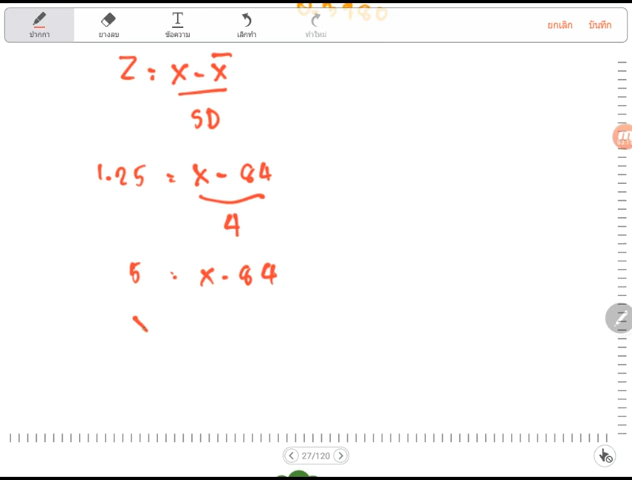 ปากกา ยางลบ ข้อความ เลิกทำ ทำใหม่ ยกเลิก บันทึก
Z = x - x̄
SD
1.25 = x - 84
4
5 = x - 84
27/120